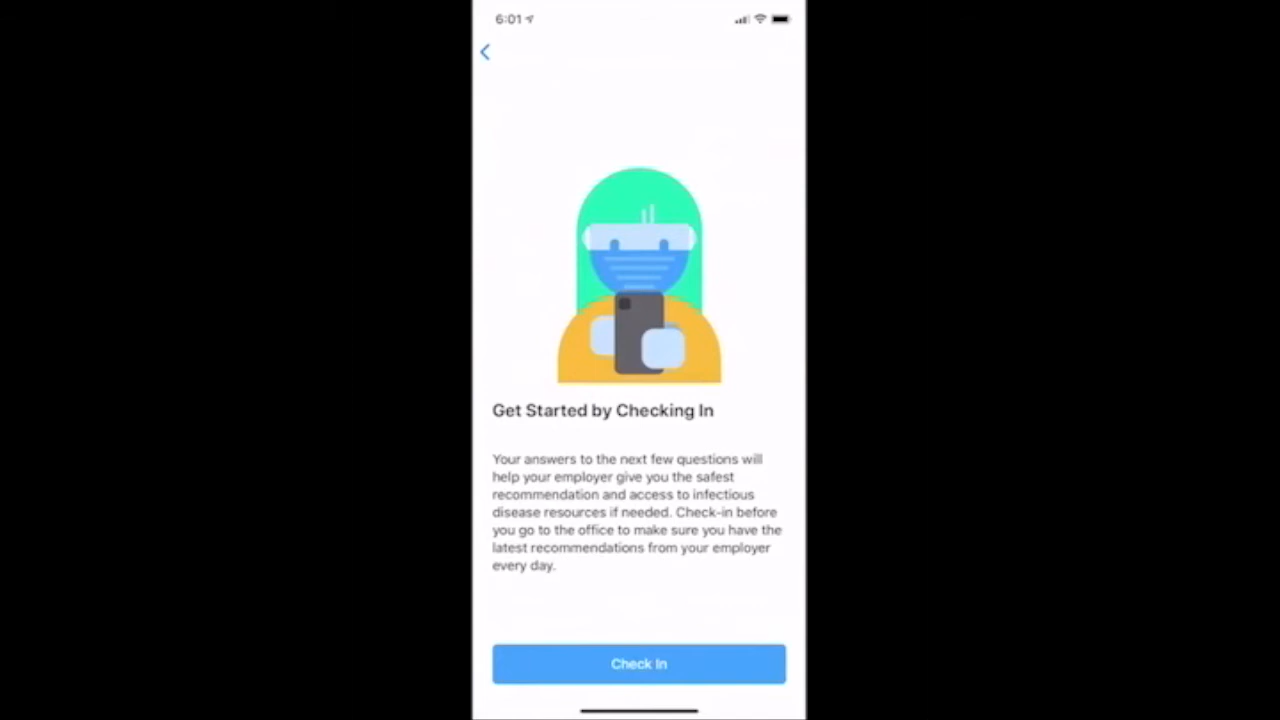 6:01
Get Started by Checking In
Your answers to the next few questions will
help your employer give you the safest
recommendation and access to infectious
disease resources if needed. Check-in before
you go to the office to make sure you have the
latest recommendations from your employer
every day.
Check In